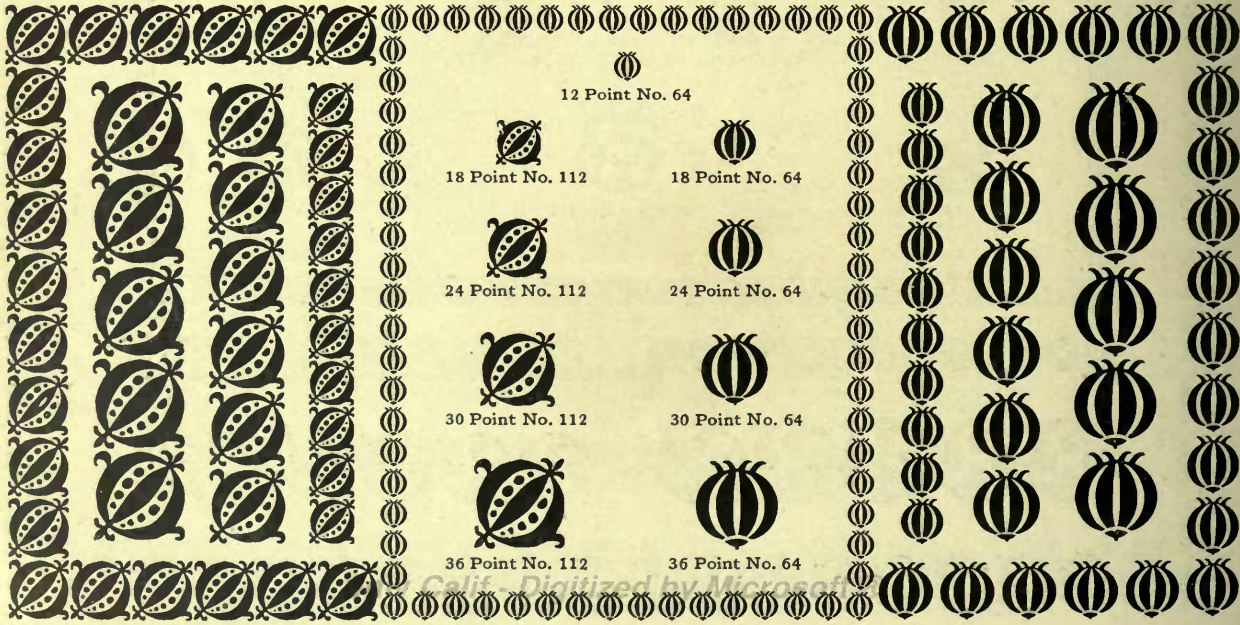 12 Point No. 64
18 Point No. 112 18 Point No. 64
24 Point No. 112 24 Point No. 64
30 Point No. 112 30 Point No. 64
36 Point No. 112 36 Point No. 64
Calif - Digitized by Microsoft ®